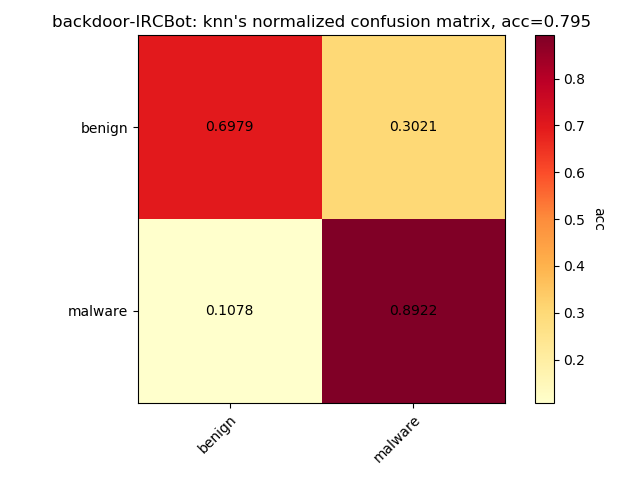 backdoor-IRCBot: knn's normalized confusion matrix, acc=0.795
benign
0.6979
0.3021
malware
0.1078
0.8922
benign
malware
0.8
0.7
0.6
0.5
0.4
0.3
0.2
acc